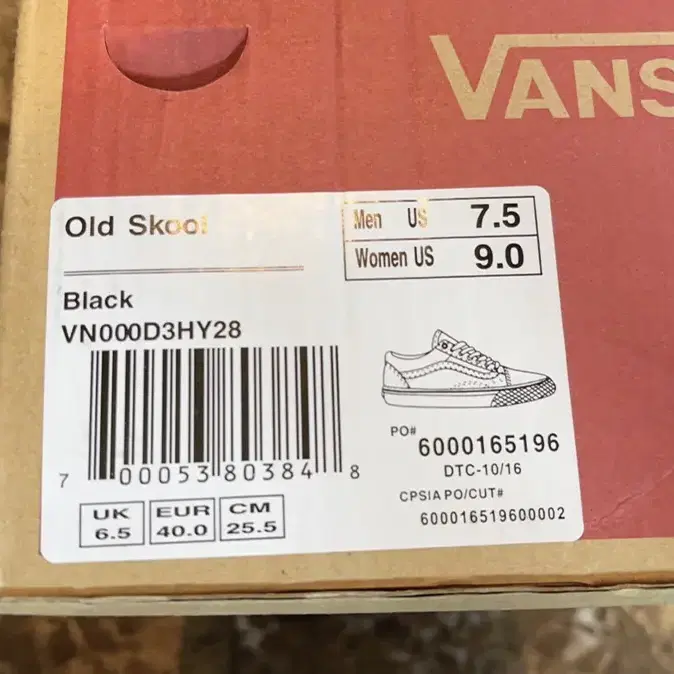 VANS
Old Skool
Men US 7.5
Women US 9.0
Black
VN000D3HY28
7 00053 80384 8
UK 6.5
EUR 40.0
CM 25.5
PO# 6000165196
DTC-10/16
CPSIA PO/CUT#
600016519600002